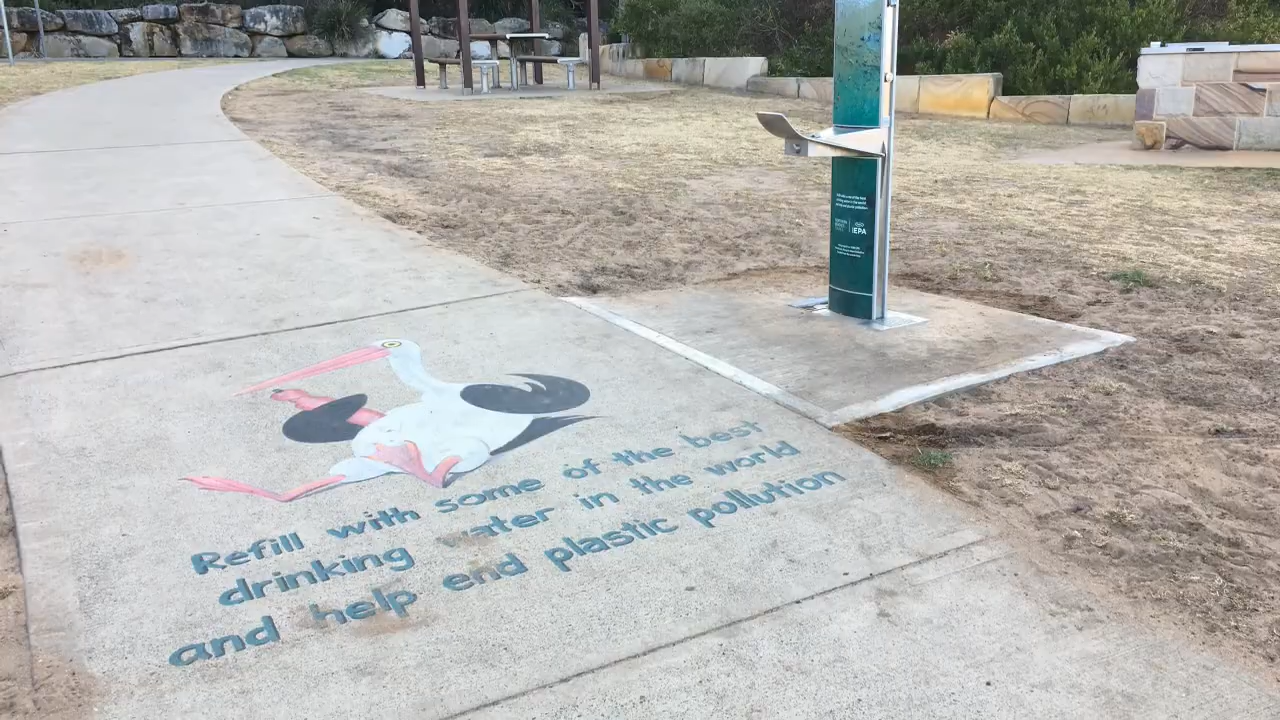 Refill with some of the best
drinking water in the world
and help end plastic pollution
EPA